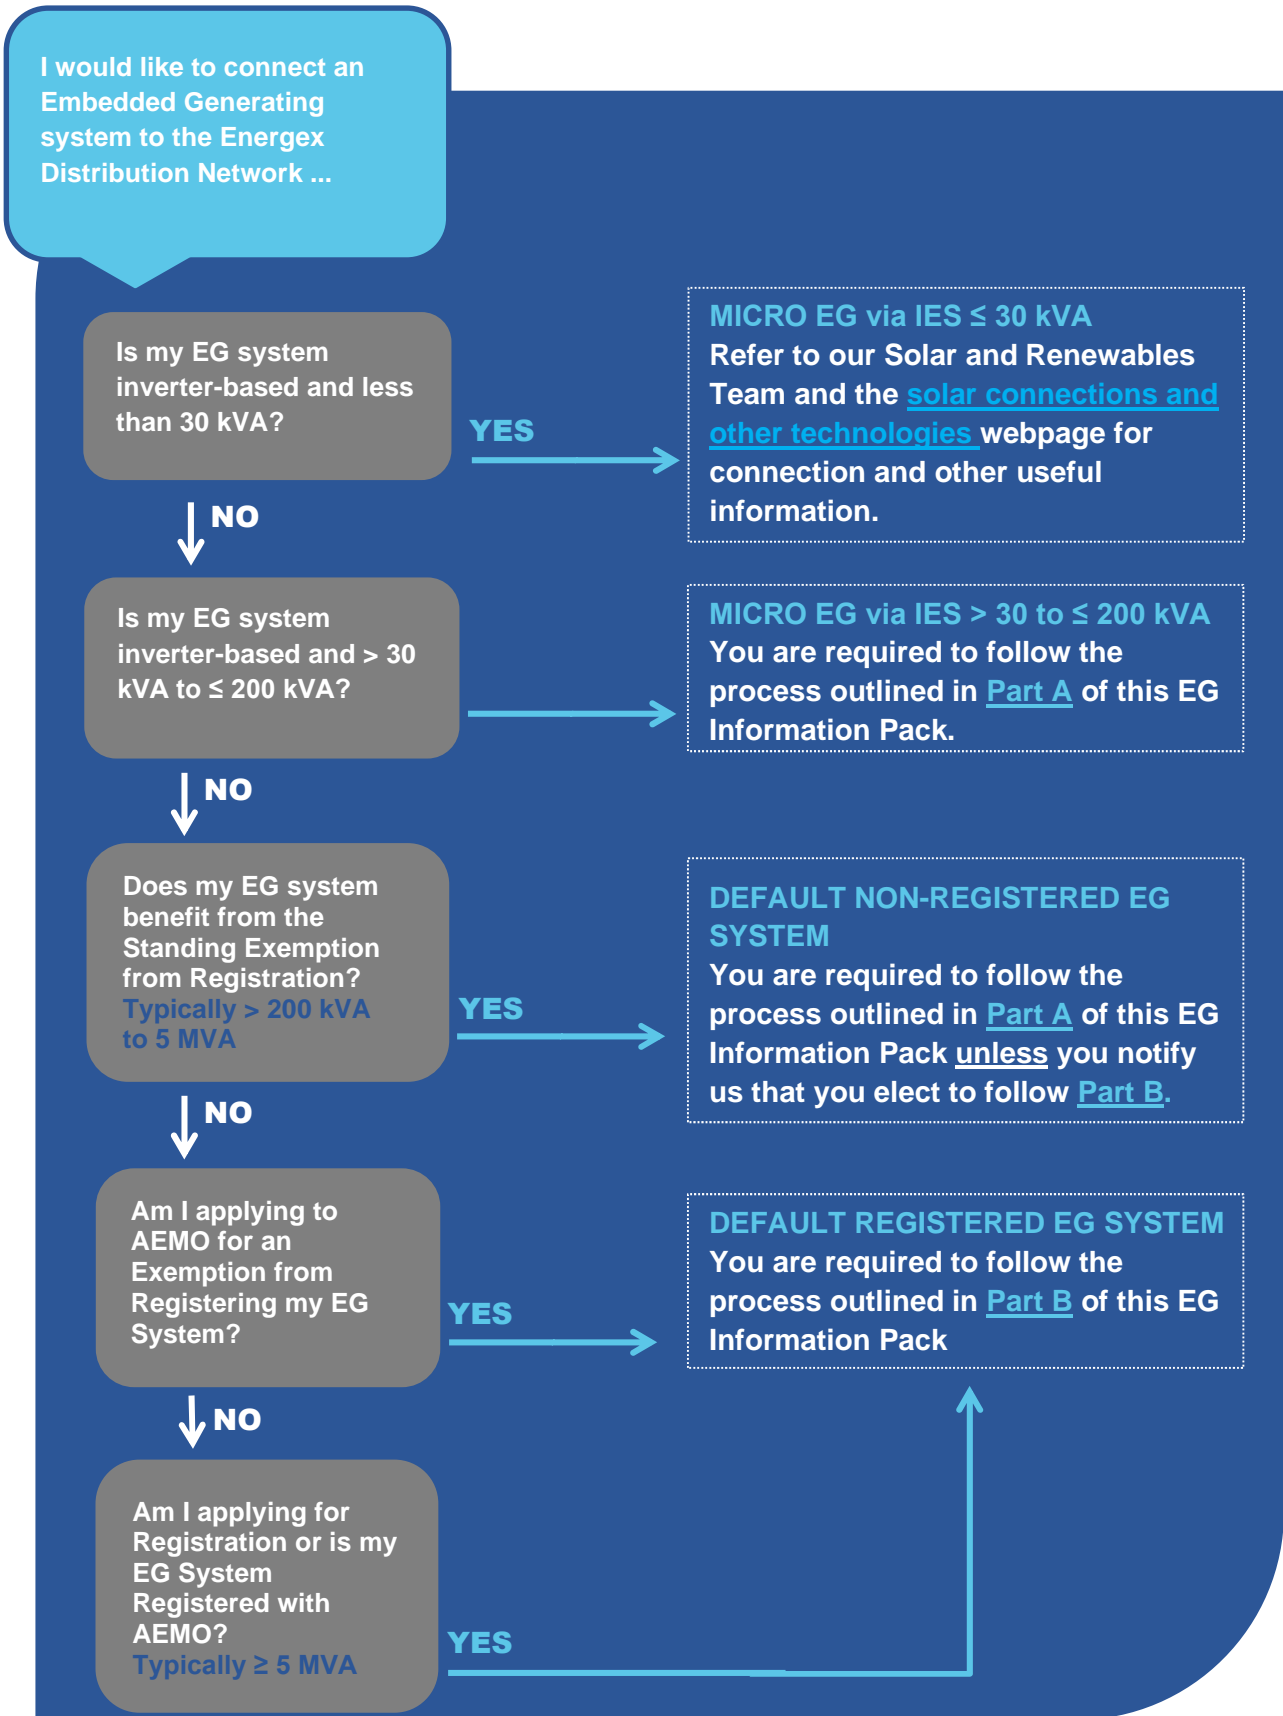 I would like to connect an
Embedded Generating
system to the Energex
Distribution Network ...
Is my EG system
inverter-based and less
than 30 kVA?
YES
MICRO EG via IES ≤ 30 kVA
Refer to our Solar and Renewables
Team and the solar connections and
other technologies webpage for
connection and other useful
information.
NO
Is my EG system
inverter-based and > 30
kVA to ≤ 200 kVA?
MICRO EG via IES > 30 to ≤ 200 kVA
You are required to follow the
process outlined in Part A of this EG
Information Pack.
NO
Does my EG system
benefit from the
Standing Exemption
from Registration?
Typically > 200 kVA
to 5 MVA
YES
DEFAULT NON-REGISTERED EG
SYSTEM
You are required to follow the
process outlined in Part A of this EG
Information Pack unless you notify
us that you elect to follow Part B.
NO
Am I applying to
AEMO for an
Exemption from
Registering my EG
System?
YES
DEFAULT REGISTERED EG SYSTEM
You are required to follow the
process outlined in Part B of this EG
Information Pack
NO
Am I applying for
Registration or is my
EG System
Registered with
AEMO?
Typically ≥ 5 MVA
YES